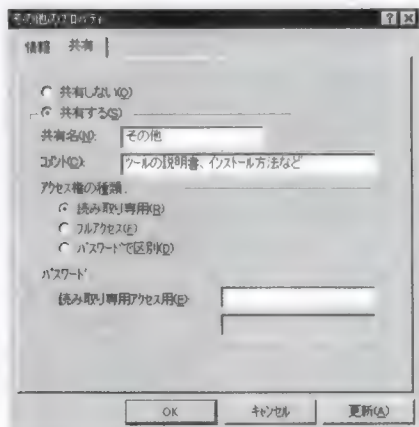 その他のプロパティ
情報 共有
共有しない(O)
共有する(S)
共有名(N): その他
コメント(C): ツールの説明書、インストール方法など
アクセス権の種類:
読み取り専用(R)
フルアクセス(F)
パスワードで区別(D)
パスワード
読み取り専用アクセス用(E):
OK キャンセル 更新(A)